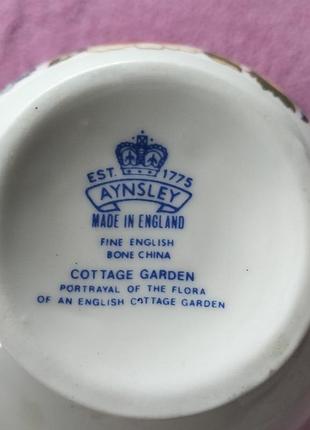 EST. 1775
AYNSLEY
MADE IN ENGLAND
FINE ENGLISH
BONE CHINA
COTTAGE GARDEN
PORTRAYAL OF THE FLORA
OF AN ENGLISH COTTAGE GARDEN